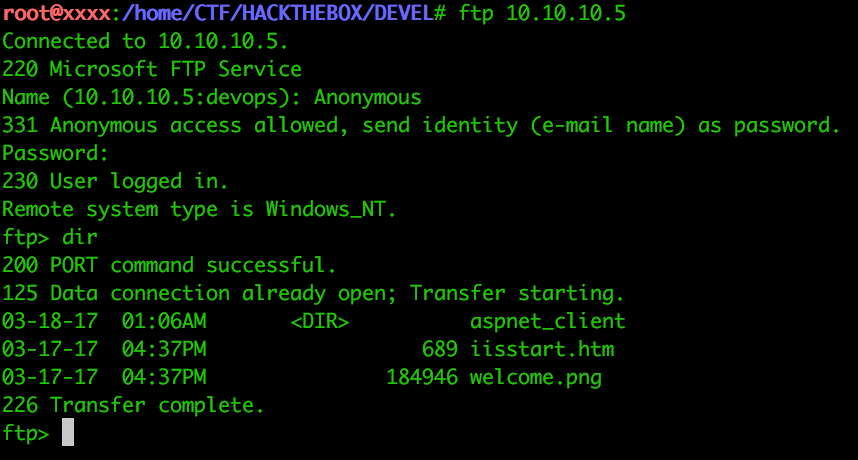 root@xxxx:/home/CTF/HACKTHEBOX/DEVEL# ftp 10.10.10.5
Connected to 10.10.10.5.
220 Microsoft FTP Service
Name (10.10.10.5:devops): Anonymous
331 Anonymous access allowed, send identity (e-mail name) as password.
Password:
230 User logged in.
Remote system type is Windows_NT.
ftp> dir
200 PORT command successful.
125 Data connection already open; Transfer starting.
03-18-17  01:06AM       <DIR>          aspnet_client
03-17-17  04:37PM                  689 iisstart.htm
03-17-17  04:37PM               184946 welcome.png
226 Transfer complete.
ftp>